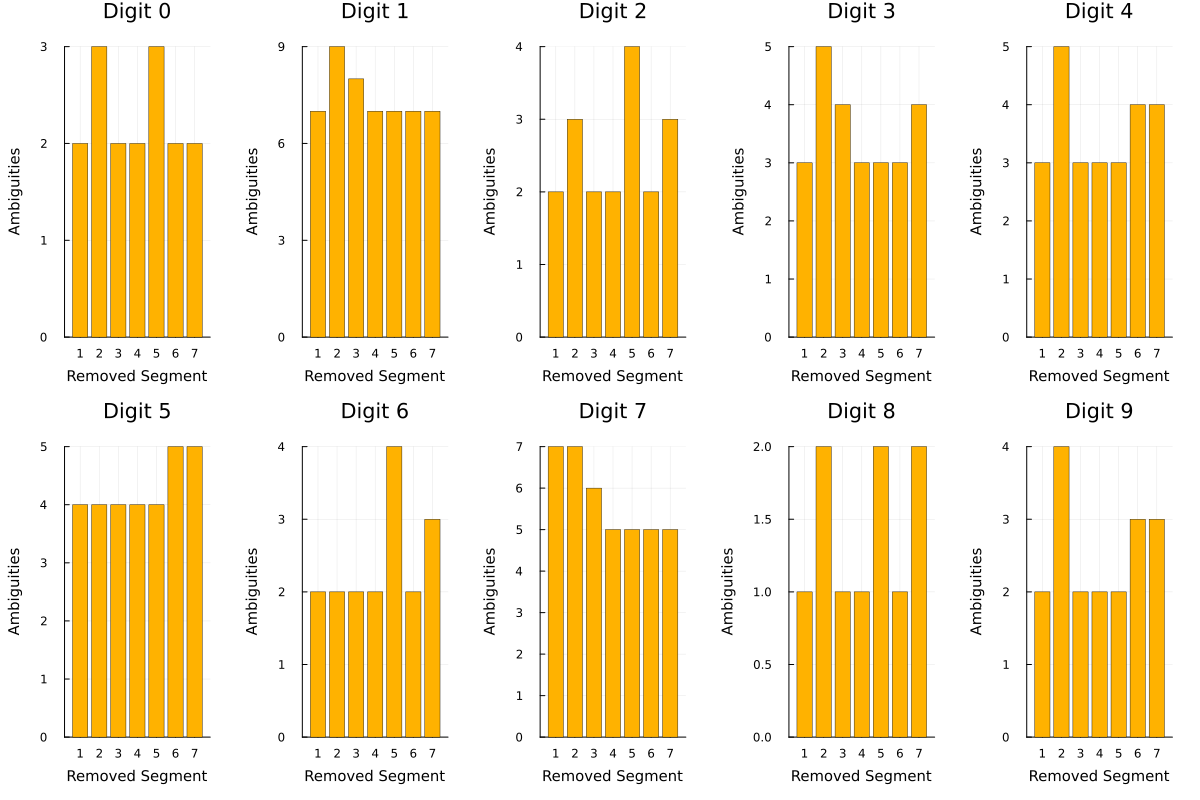 Digit 0 Digit 1 Digit 2 Digit 3 Digit 4
3 9 4 5 5
4 4
3
2 6 3 3
2
2 2
1 3
1
1 1
0 0 0 0 0
Ambiguities Ambiguities Ambiguities Ambiguities Ambiguities
1 2 3 4 5 6 7 1 2 3 4 5 6 7 1 2 3 4 5 6 7 1 2 3 4 5 6 7 1 2 3 4 5 6 7
Removed Segment Removed Segment Removed Segment Removed Segment Removed Segment
Digit 5 Digit 6 Digit 7 Digit 8 Digit 9
5 4 7 2.0 4
6
4
3 1.5 3
5
3
4
2 1.0 2
3
2
2
1 0.5 1
1
1
0 0 0 0.0 0
Ambiguities Ambiguities Ambiguities Ambiguities Ambiguities
1 2 3 4 5 6 7 1 2 3 4 5 6 7 1 2 3 4 5 6 7 1 2 3 4 5 6 7 1 2 3 4 5 6 7
Removed Segment Removed Segment Removed Segment Removed Segment Removed Segment